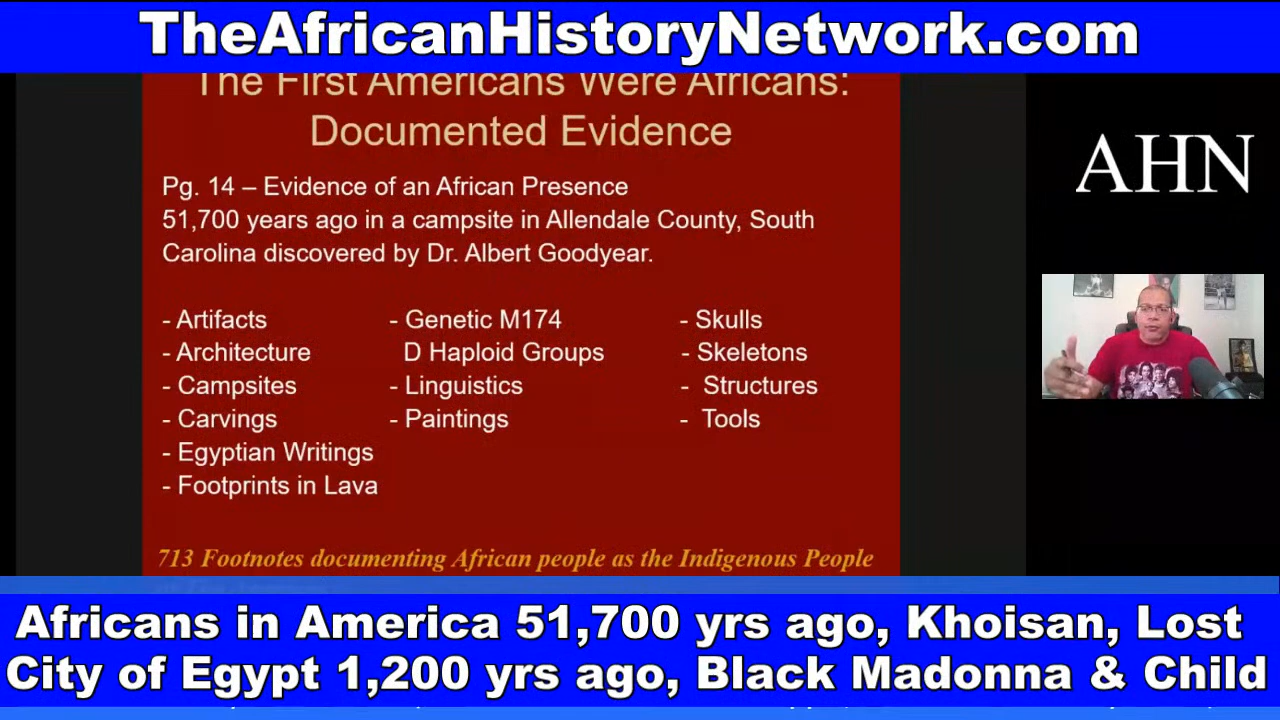 TheAfricanHistoryNetwork.com
The First Americans Were Africans:
Documented Evidence
AHN
Pg. 14 – Evidence of an African Presence
51,700 years ago in a campsite in Allendale County, South
Carolina discovered by Dr. Albert Goodyear.
- Artifacts - Genetic M174 - Skulls
- Architecture D Haploid Groups - Skeletons
- Campsites - Linguistics - Structures
- Carvings - Paintings - Tools
- Egyptian Writings
- Footprints in Lava
713 Footnotes documenting African people as the Indigenous People
Africans in America 51,700 yrs ago, Khoisan, Lost
City of Egypt 1,200 yrs ago, Black Madonna & Child